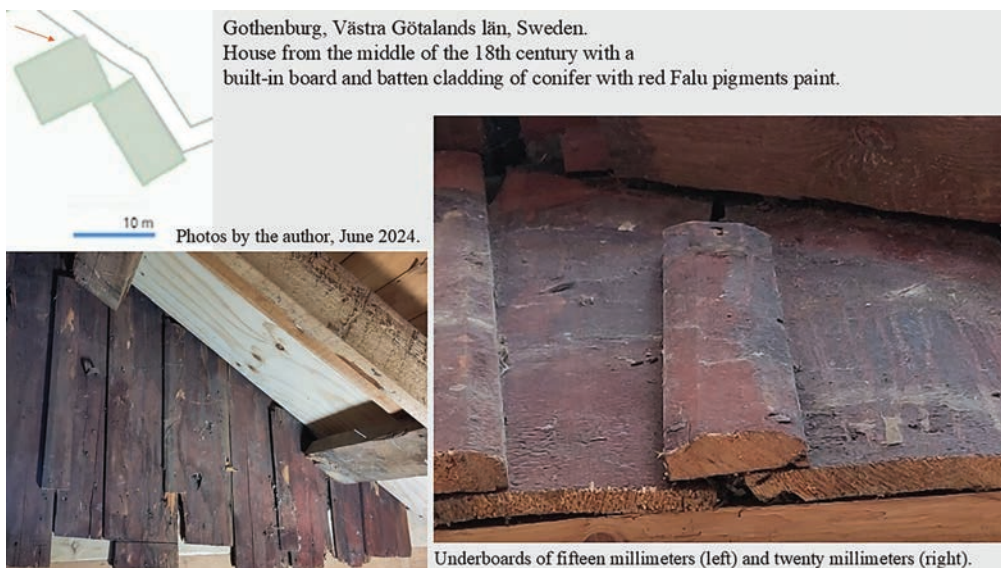 Gothenburg, Västra Götalands län, Sweden.
House from the middle of the 18th century with a
built-in board and batten cladding of conifer with red Falu pigments paint.
10 m
Photos by the author, June 2024.
Underboards of fifteen millimeters (left) and twenty millimeters (right).